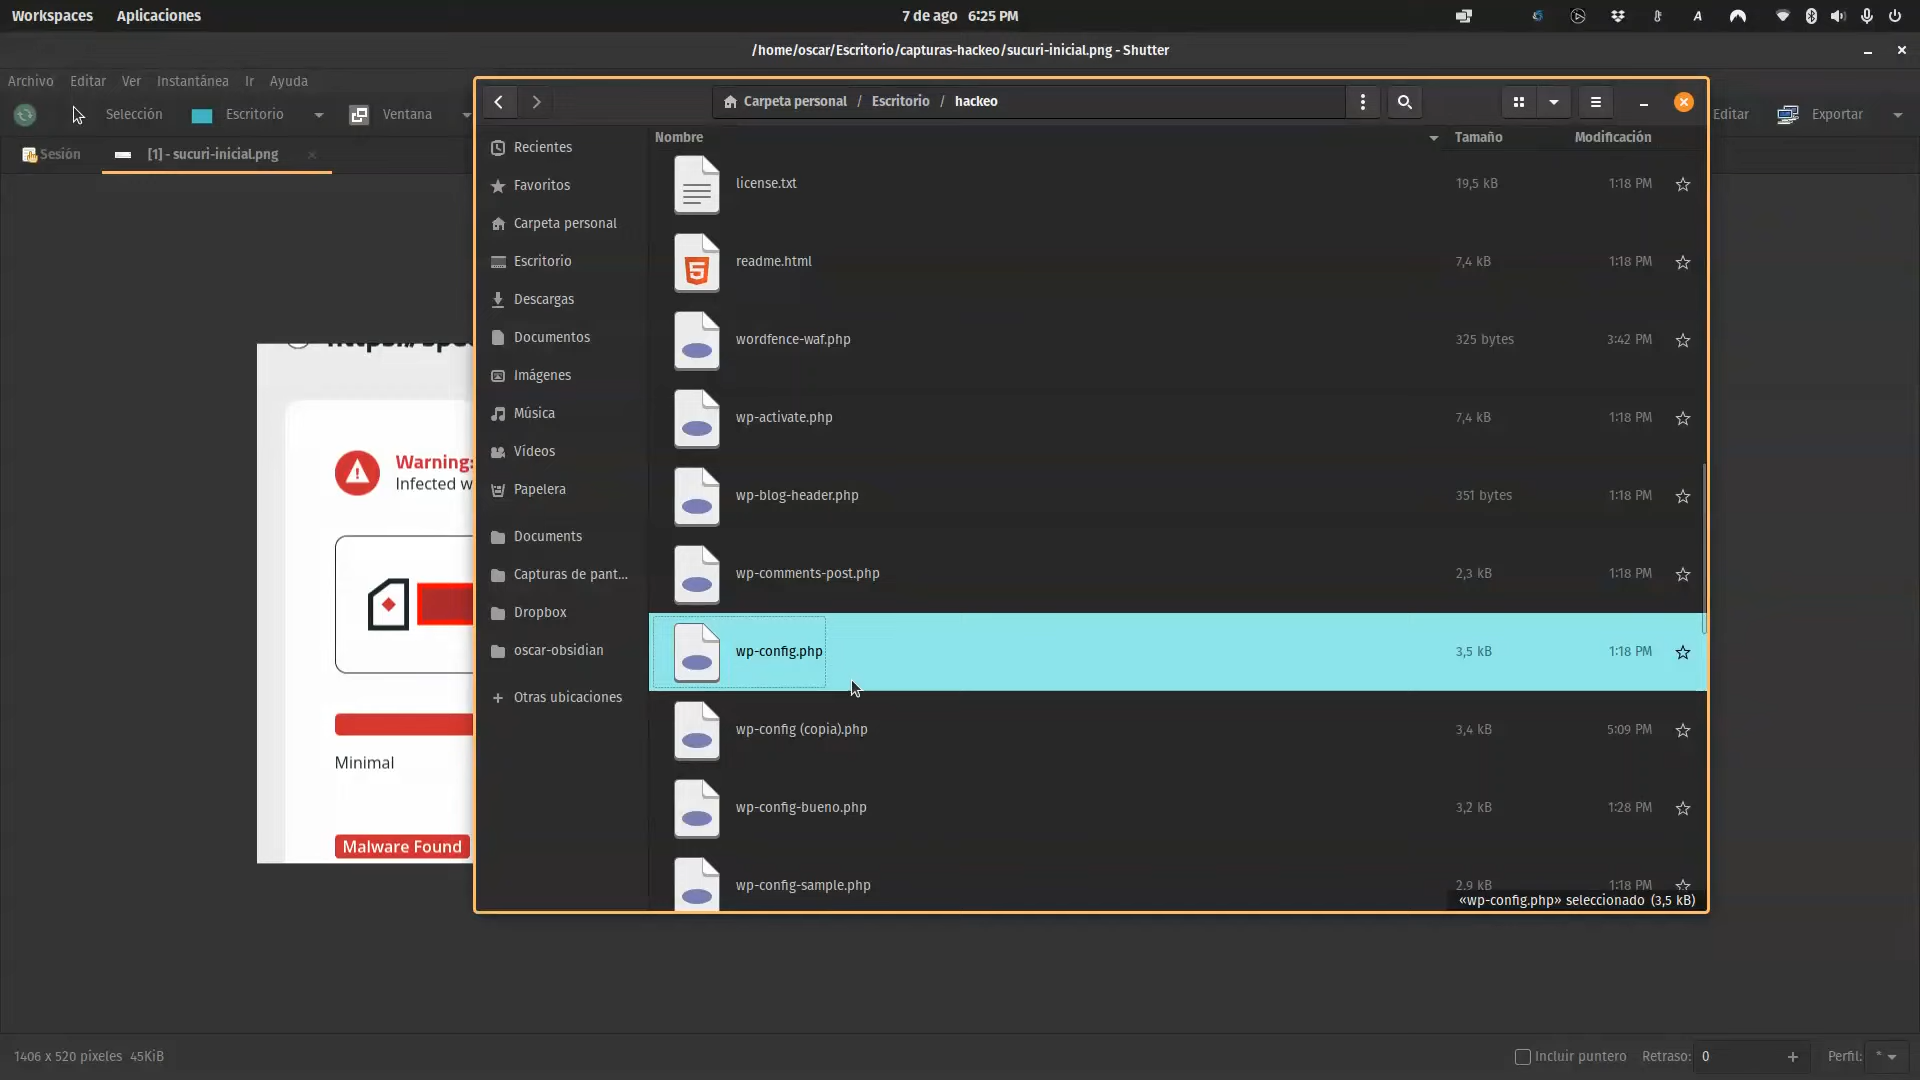 Workspaces Aplicaciones 7 de ago 6:25 PM
/home/oscar/Escritorio/capturas-hackeo/sucuri-inicial.png - Shutter
Archivo Editar Ver Instantánea Ir Ayuda
Selección Escritorio Ventana Editar Exportar
Sesión [1] - sucuri-inicial.png
Carpeta personal / Escritorio / hackeo
Recientes
Favoritos
Carpeta personal
Escritorio
Descargas
Documentos
Imágenes
Música
Vídeos
Papelera
Documents
Capturas de pant...
Dropbox
oscar-obsidian
Otras ubicaciones
Nombre Tamaño Modificación
license.txt 19,5 kB 1:18 PM
readme.html 7,4 kB 1:18 PM
wordfence-waf.php 325 bytes 3:42 PM
wp-activate.php 7,4 kB 1:18 PM
wp-blog-header.php 351 bytes 1:18 PM
wp-comments-post.php 2,3 kB 1:18 PM
wp-config.php 3,5 kB 1:18 PM
wp-config (copia).php 3,4 kB 5:09 PM
wp-config-bueno.php 3,2 kB 1:28 PM
wp-config-sample.php 2,9 kB 1:18 PM
«wp-config.php» seleccionado (3,5 kB)
Warning:
Infected w
Minimal
Malware Found
1406 x 520 píxeles 45KiB
Incluir puntero Retraso: 0 Perfil: *